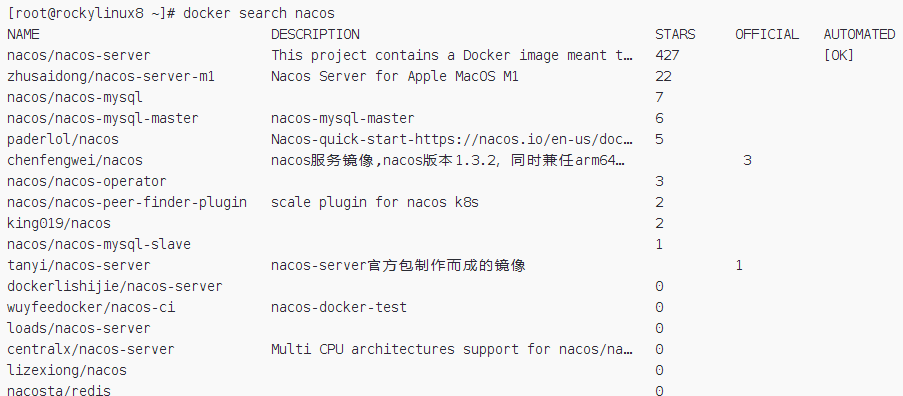 [root@rockylinux8 ~]# docker search nacos
NAME DESCRIPTION STARS OFFICIAL AUTOMATED
nacos/nacos-server This project contains a Docker image meant t… 427 [OK]
zhusaidong/nacos-server-m1 Nacos Server for Apple MacOS M1 22
nacos/nacos-mysql 7
nacos/nacos-mysql-master nacos-mysql-master 6
paderlol/nacos Nacos-quick-start-https://nacos.io/en-us/doc… 5
chenfengwei/nacos nacos服务镜像,nacos版本1.3.2，同时兼任arm64… 3
nacos/nacos-operator 3
nacos/nacos-peer-finder-plugin scale plugin for nacos k8s 2
king019/nacos 2
nacos/nacos-mysql-slave 1
tanyi/nacos-server nacos-server官方包制作而成的镜像 1
dockerlishijie/nacos-server 0
wuyfeedocker/nacos-ci nacos-docker-test 0
loads/nacos-server 0
centralx/nacos-server Multi CPU architectures support for nacos/na… 0
lizexiong/nacos 0
nacosta/redis 0